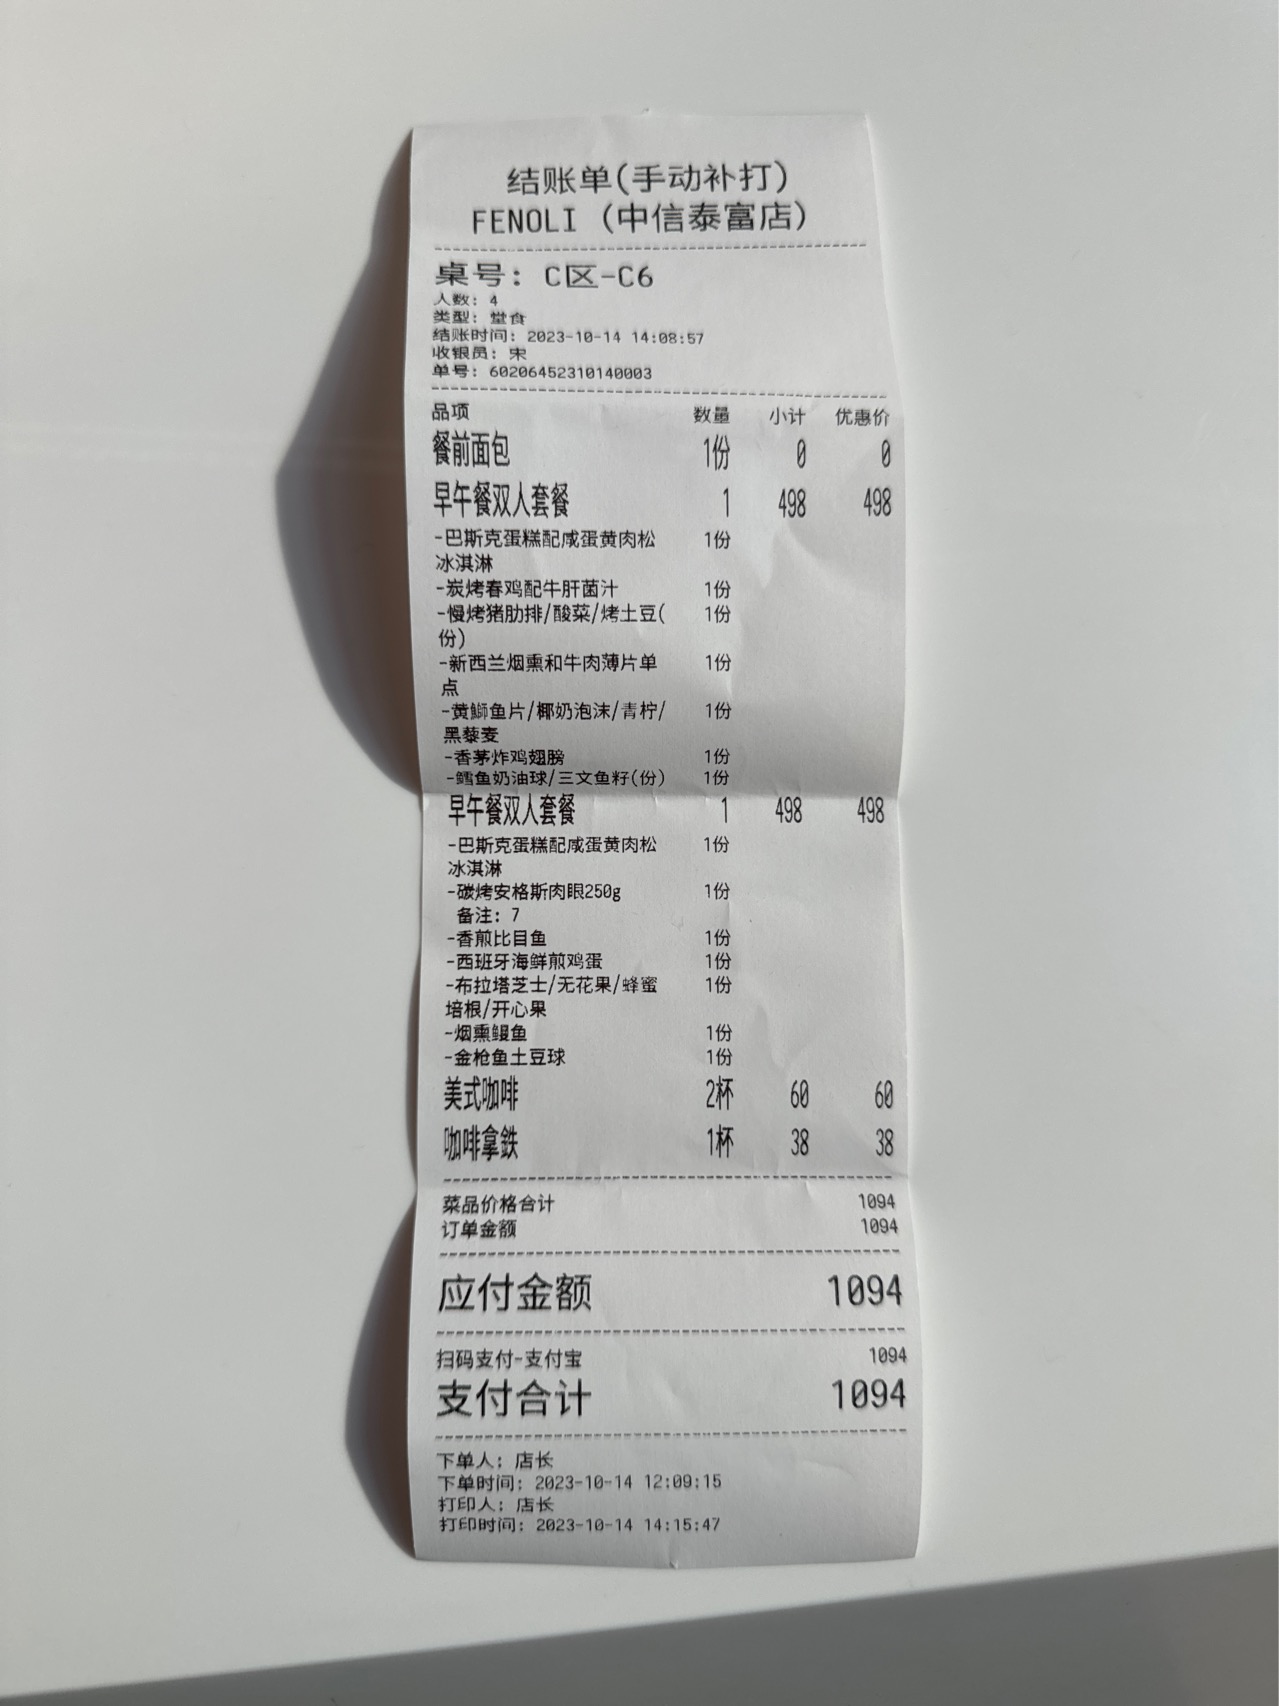 结账单(手动补打)
FENOLI (中信泰富店)
桌号: C区-C6
人数: 4
类型: 堂食
结账时间: 2023-10-14 14:08:57
收银员: 宋
单号: 602064523101400003
品项 数量 小计 优惠价
餐前面包 1份 0 0
早午餐双人套餐 1 498 498
-巴斯克蛋糕配咸蛋黄肉松 1份
冰淇淋
-炭烤春鸡配牛肝菌汁 1份
-慢烤猪肋排/酸菜/烤土豆( 1份
份)
-新西兰烟熏和牛肉薄片单 1份
点
-黄鰤鱼片/椰奶泡沫/青柠/ 1份
黑藜麦
-香茅炸鸡翅膀 1份
-鳕鱼奶油球/三文鱼籽(份) 1份
早午餐双人套餐 1 498 498
-巴斯克蛋糕配咸蛋黄肉松 1份
冰淇淋
-碳烤安格斯肉眼250g 1份
备注: 7
-香煎比目鱼 1份
-西班牙海鲜煎鸡蛋 1份
-布拉塔芝士/无花果/蜂蜜 1份
培根/开心果
-烟熏鳗鱼 1份
-金枪鱼土豆球 1份
美式咖啡 2杯 60 60
咖啡拿鉄 1杯 38 38
菜品价格合计 1094
订单金额 1094
应付金额 1094
扫码支付-支付宝 1094
支付合计 1094
下单人: 店长
下单时间: 2023-10-14 12:09:15
打印人: 店长
打印时间: 2023-10-14 14:15:47